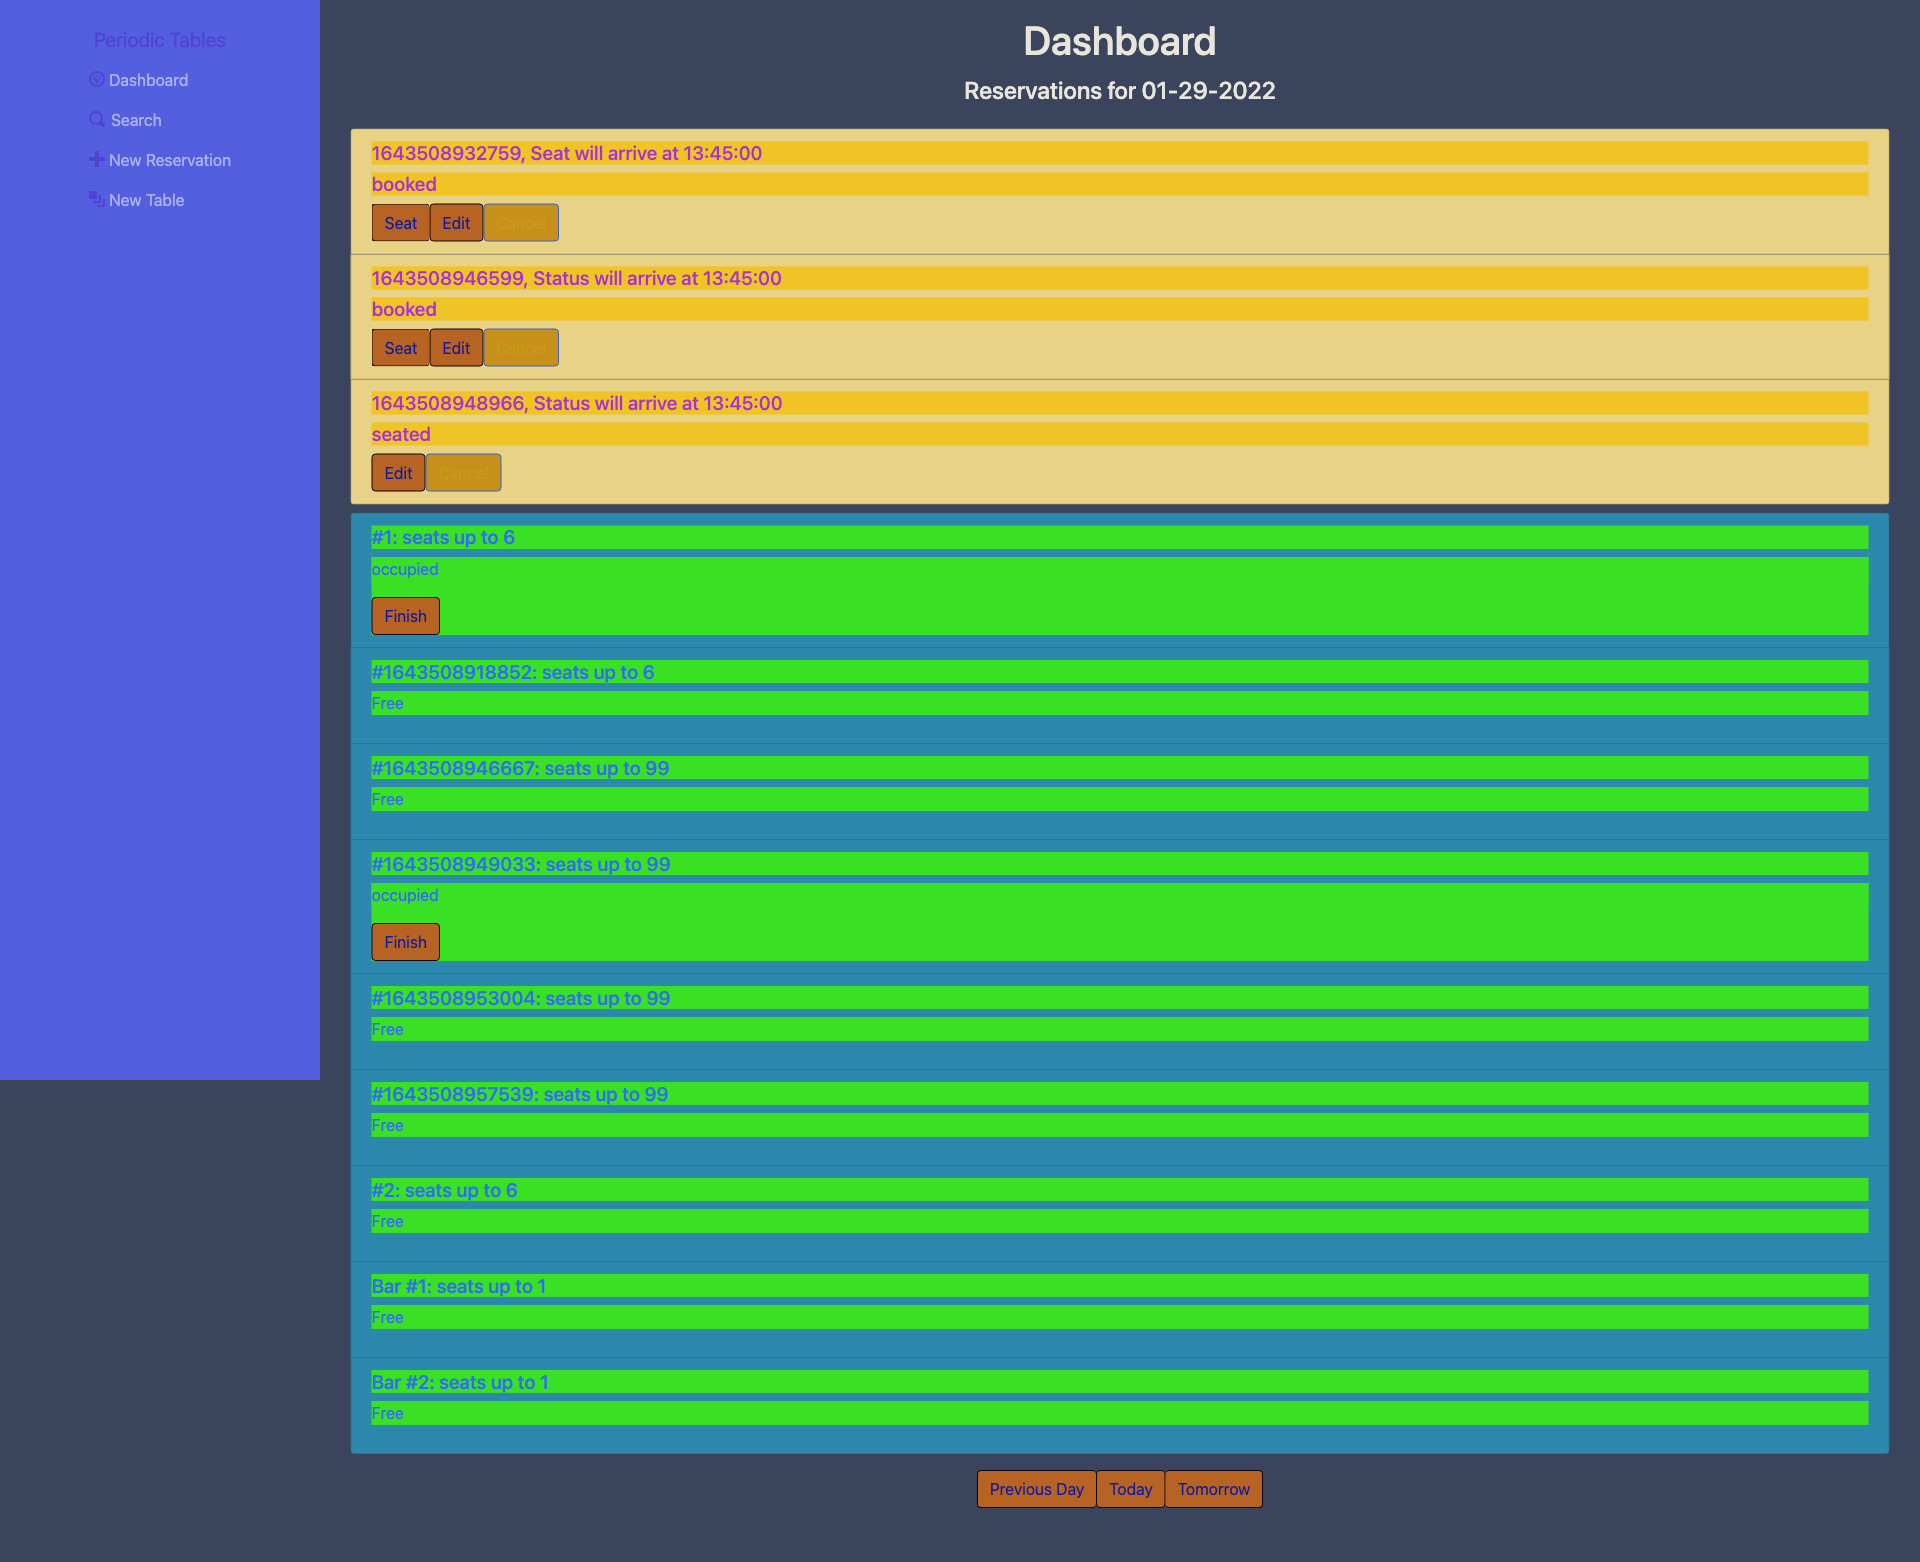 Periodic Tables
Dashboard
Search
New Reservation
New Table
Dashboard
Reservations for 01-29-2022
1643508932759, Seat will arrive at 13:45:00
booked
Seat Edit Cancel
1643508946599, Status will arrive at 13:45:00
booked
Seat Edit Cancel
1643508948966, Status will arrive at 13:45:00
seated
Edit Cancel
#1: seats up to 6
occupied
Finish
#1643508918852: seats up to 6
Free
#1643508946667: seats up to 99
Free
#1643508949033: seats up to 99
occupied
Finish
#1643508953004: seats up to 99
Free
#1643508957539: seats up to 99
Free
#2: seats up to 6
Free
Bar #1: seats up to 1
Free
Bar #2: seats up to 1
Free
Previous Day Today Tomorrow